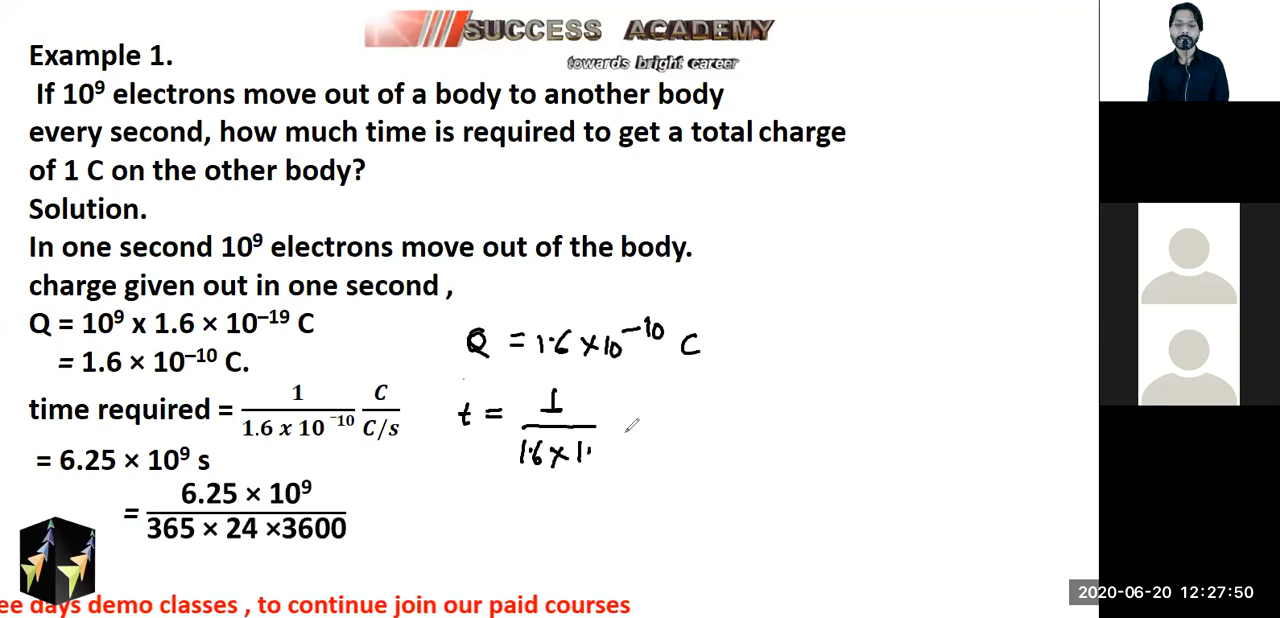 SUCCESS ACADEMY
towards bright career
Example 1.
If 10⁹ electrons move out of a body to another body
every second, how much time is required to get a total charge
of 1 C on the other body?
Solution.
In one second 10⁹ electrons move out of the body.
charge given out in one second ,
Q = 10⁹ x 1.6 × 10⁻¹⁹ C
= 1.6 × 10⁻¹⁰ C.
time required = 1 / 1.6 x 10⁻¹⁰ C / C/s
= 6.25 × 10⁹ s
= 6.25 × 10⁹ / 365 × 24 ×3600
Q = 1.6 × 10⁻¹⁰ C
t = 1 / 1.6 × 1
ee days demo classes , to continue join our paid courses
2020-06-20 12:27:50